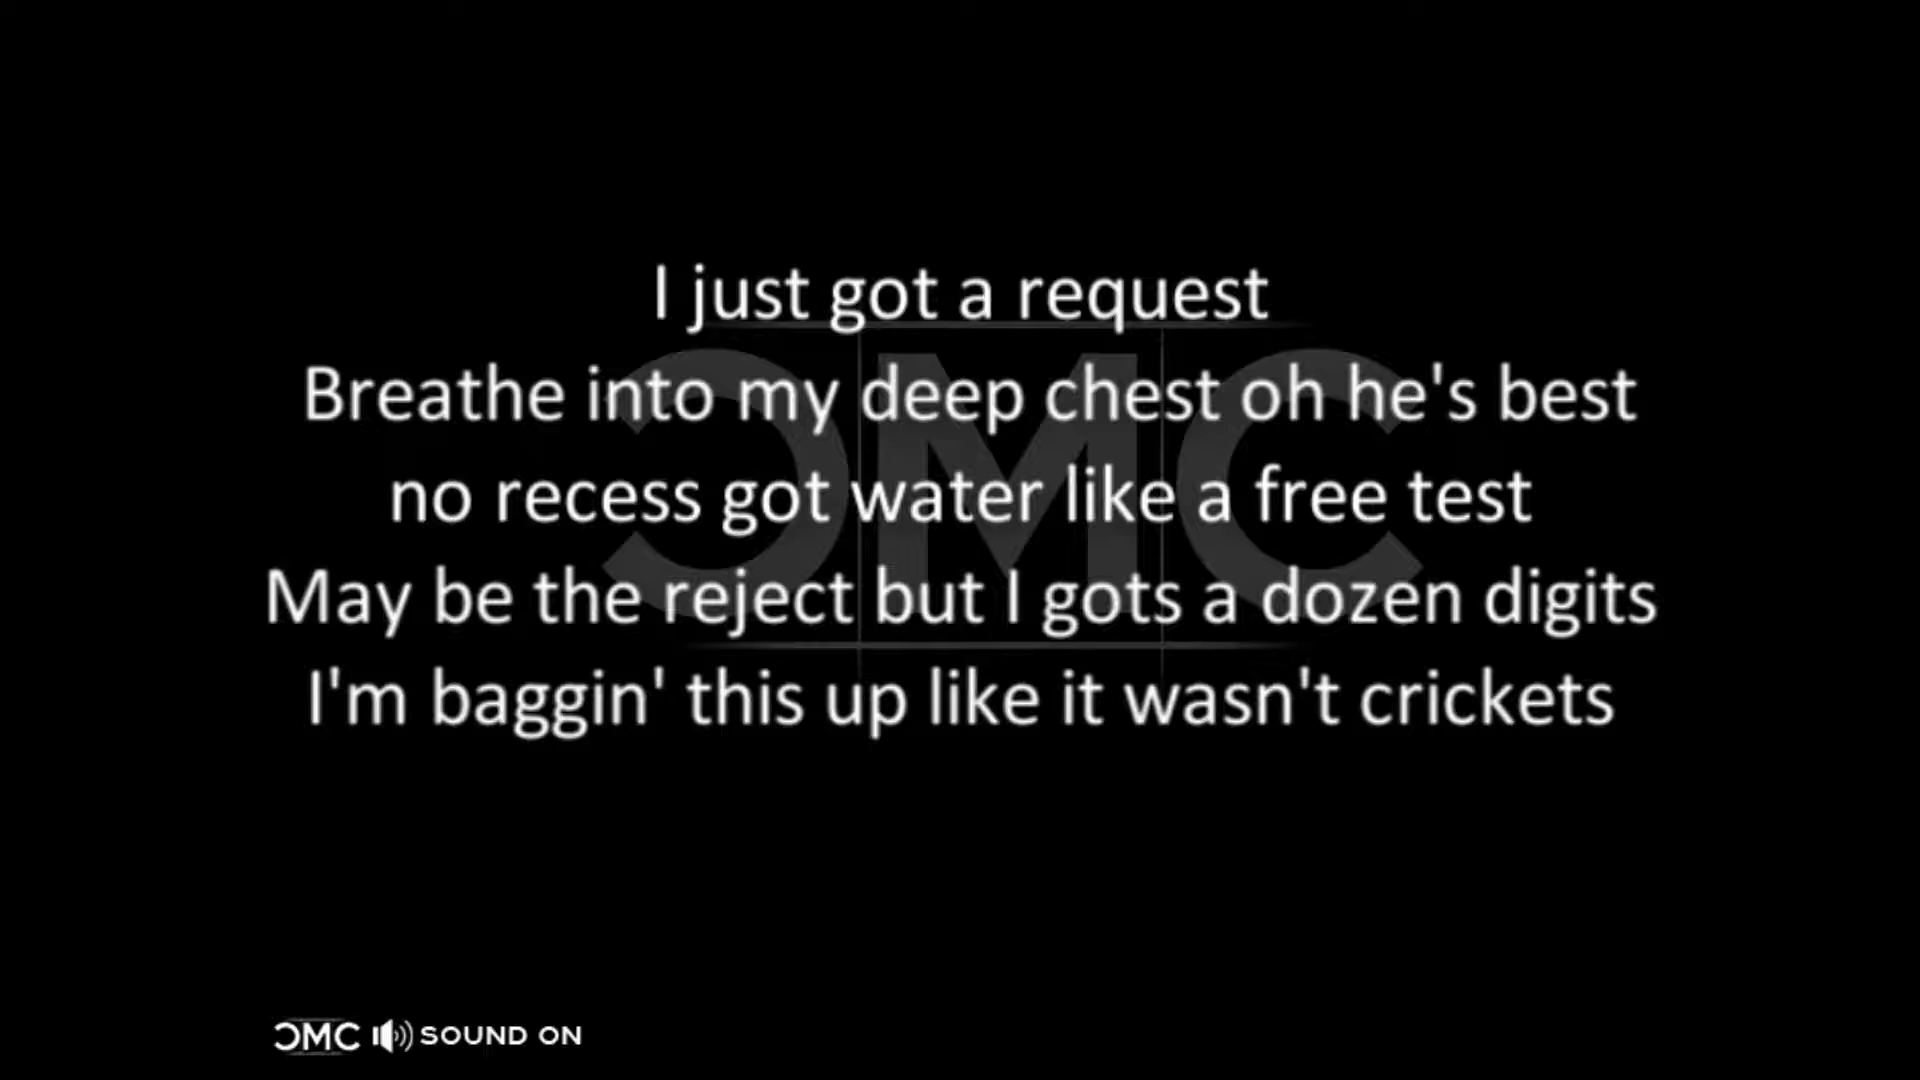 I just got a request
Breathe into my deep chest oh he's best
no recess got water like a free test
May be the reject but I gots a dozen digits
I'm baggin' this up like it wasn't crickets
CMC
CMC SOUND ON